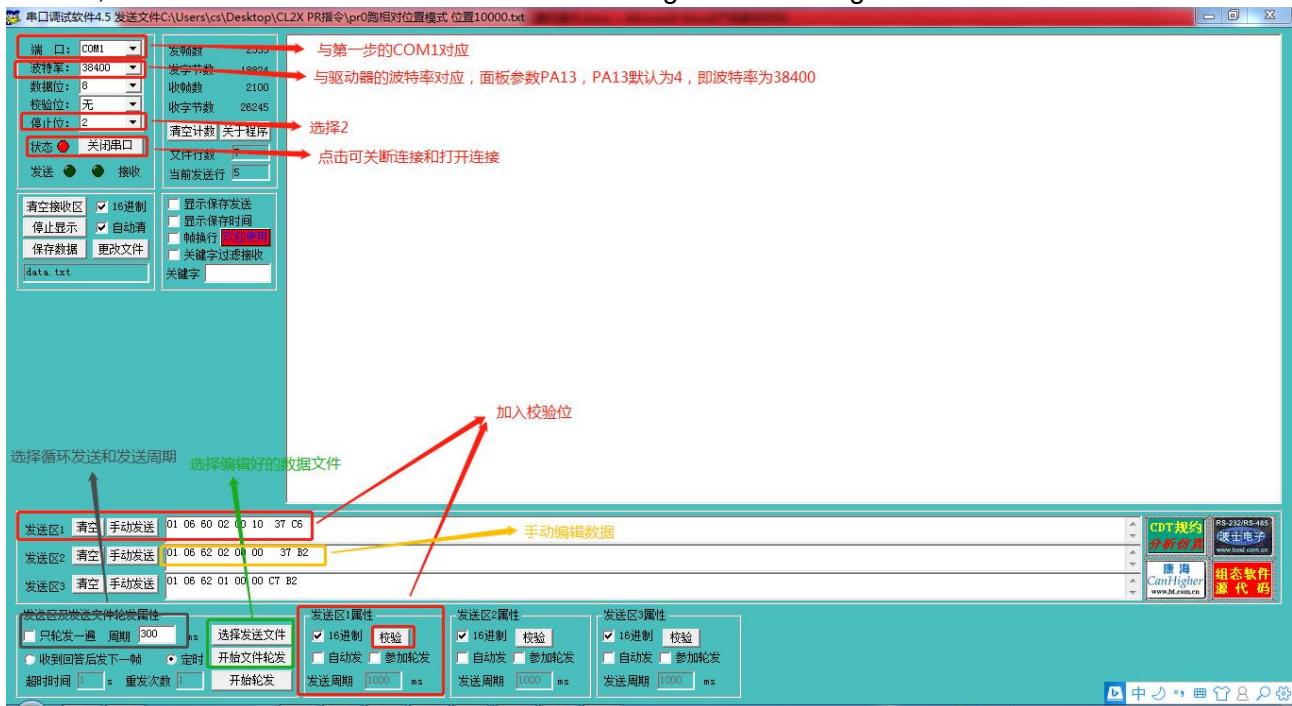 串口调试软件4.5 发送文件C:\Users\cs\Desktop\CL2X PR指令\pr0跑相对位置模式 位置10000.txt
端 口: COM1
波特率: 38400
数据位: 8
校验位: 无
停止位: 2
状态 关闭串口
发送 接收
发帧数 2353
发字节数 18824
收帧数 2100
收字节数 26245
清空计数 关于程序
文件行数 7
当前发送行 5
与第一步的COM1对应
与驱动器的波特率对应，面板参数PA13，PA13默认为4，即波特率为38400
选择2
点击可关断连接和打开连接
清空接收区 16进制
停止显示 自动清
保存数据 更改文件
data.txt
显示保存发送
显示保存时间
帧换行 欢迎使用
关键字过滤接收
关键字
加入校验位
选择循环发送和发送周期
选择编辑好的数据文件
发送区1 清空 手动发送 01 06 60 02 00 10 37 C6
手动编辑数据
发送区2 清空 手动发送 01 06 62 02 00 00 37 B2
发送区3 清空 手动发送 01 06 62 01 00 00 C7 B2
CDT规约
分析仿真
RS-232/RS-485
波士电子
www.bosi.com.cn
康海
CanHigher
www.ht.com.cn
组态软件
源代码
发送区及发送文件轮发属性
只轮发一遍 周期 300 ms 选择发送文件
收到回答后发下一帧 定时 开始文件轮发
超时时间 1 s 重发次数 1 开始轮发
发送区1属性
16进制 校验
自动发 参加轮发
发送周期 1000 ms
发送区2属性
16进制 校验
自动发 参加轮发
发送周期 1000 ms
发送区3属性
16进制 校验
自动发 参加轮发
发送周期 1000 ms
中